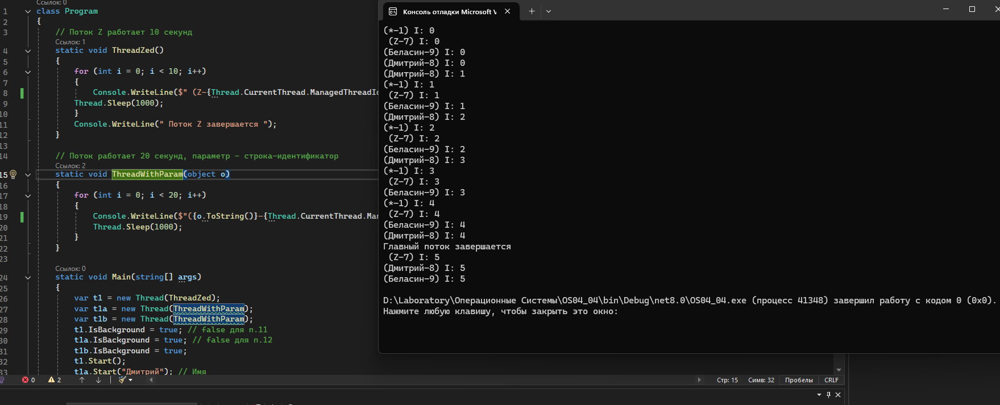 Ссылок: 0
1 class Program
2 {
3 // Поток Z работает 10 секунд
Ссылок: 1
4 static void ThreadZed()
5 {
6 for (int i = 0; i < 10; i++)
7 {
8 Console.WriteLine($" (Z-{Thread.CurrentThread.ManagedThreadId
9 Thread.Sleep(1000);
10 }
11 Console.WriteLine(" Поток Z завершается ");
12 }
13
14 // Поток работает 20 секунд, параметр - строка-идентификатор
Ссылок: 2
15 static void ThreadWithParam(object o)
16 {
17 for (int i = 0; i < 20; i++)
18 {
19 Console.WriteLine($"({o.ToString()}-{Thread.CurrentThread.Man
20 Thread.Sleep(1000);
21 }
22 }
23
Ссылок: 0
24 static void Main(string[] args)
25 {
26 var t1 = new Thread(ThreadZed);
27 var t1a = new Thread(ThreadWithParam);
28 var t1b = new Thread(ThreadWithParam);
29 t1.IsBackground = true; // false для п.11
30 t1a.IsBackground = true; // false для п.12
31 t1b.IsBackground = true;
32 t1.Start();
33 t1a.Start("Дмитрий"); // Имя
0 2 Стр: 15 Симв: 32 Пробелы CRLF
Консоль отладки Microsoft V
(*-1) I: 0
(Z-7) I: 0
(Беласин-9) I: 0
(Дмитрий-8) I: 0
(Дмитрий-8) I: 1
(*-1) I: 1
(Z-7) I: 1
(Беласин-9) I: 1
(Дмитрий-8) I: 2
(*-1) I: 2
(Z-7) I: 2
(Беласин-9) I: 2
(Дмитрий-8) I: 3
(*-1) I: 3
(Z-7) I: 3
(Беласин-9) I: 3
(*-1) I: 4
(Z-7) I: 4
(Беласин-9) I: 4
(Дмитрий-8) I: 4
Главный поток завершается
(Z-7) I: 5
(Дмитрий-8) I: 5
(Беласин-9) I: 5
D:\Laboratory\Операционные Системы\OS04_04\bin\Debug\net8.0\OS04_04.exe (процесс 41348) завершил работу с кодом 0 (0x0).
Нажмите любую клавишу, чтобы закрыть это окно: